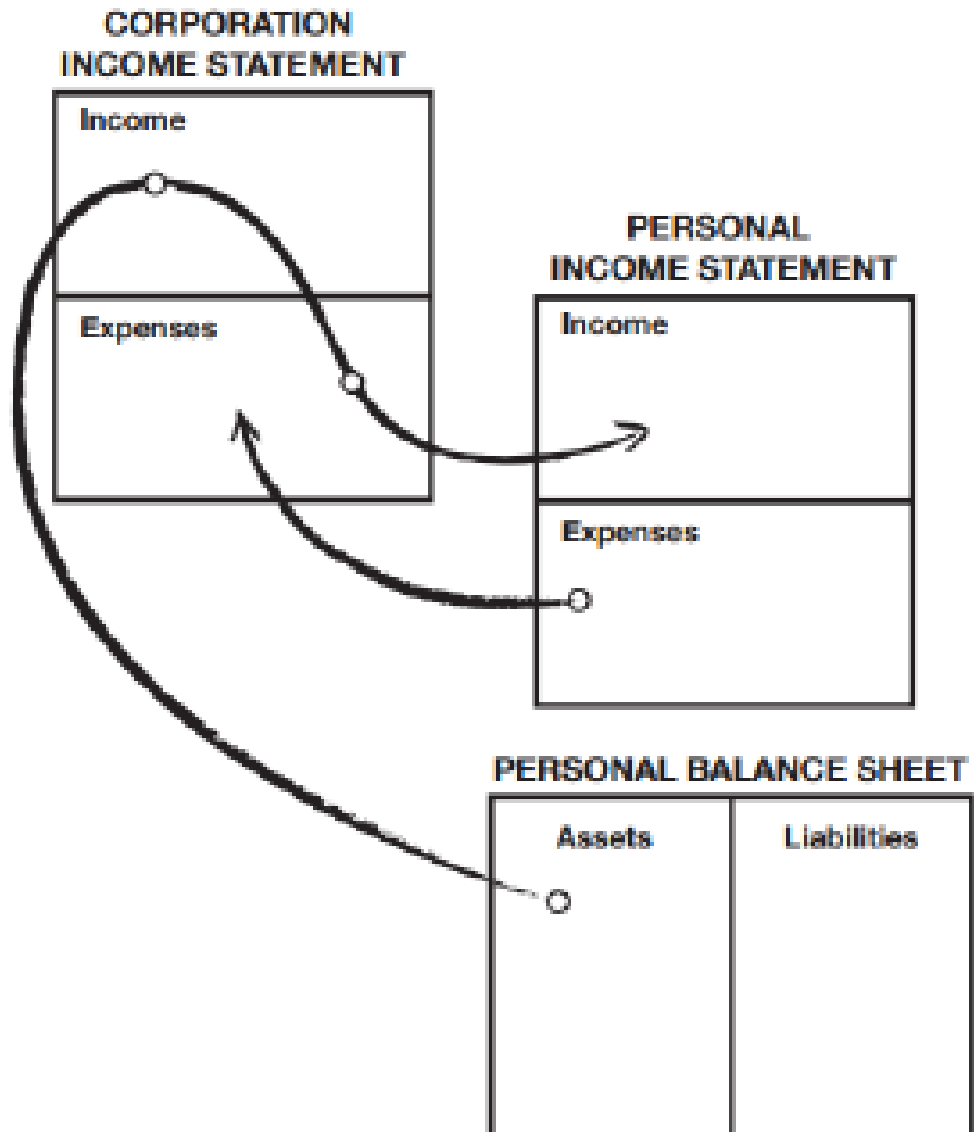 CORPORATION
INCOME STATEMENT
Income
Expenses
PERSONAL
INCOME STATEMENT
Income
Expenses
PERSONAL BALANCE SHEET
Assets
Liabilities